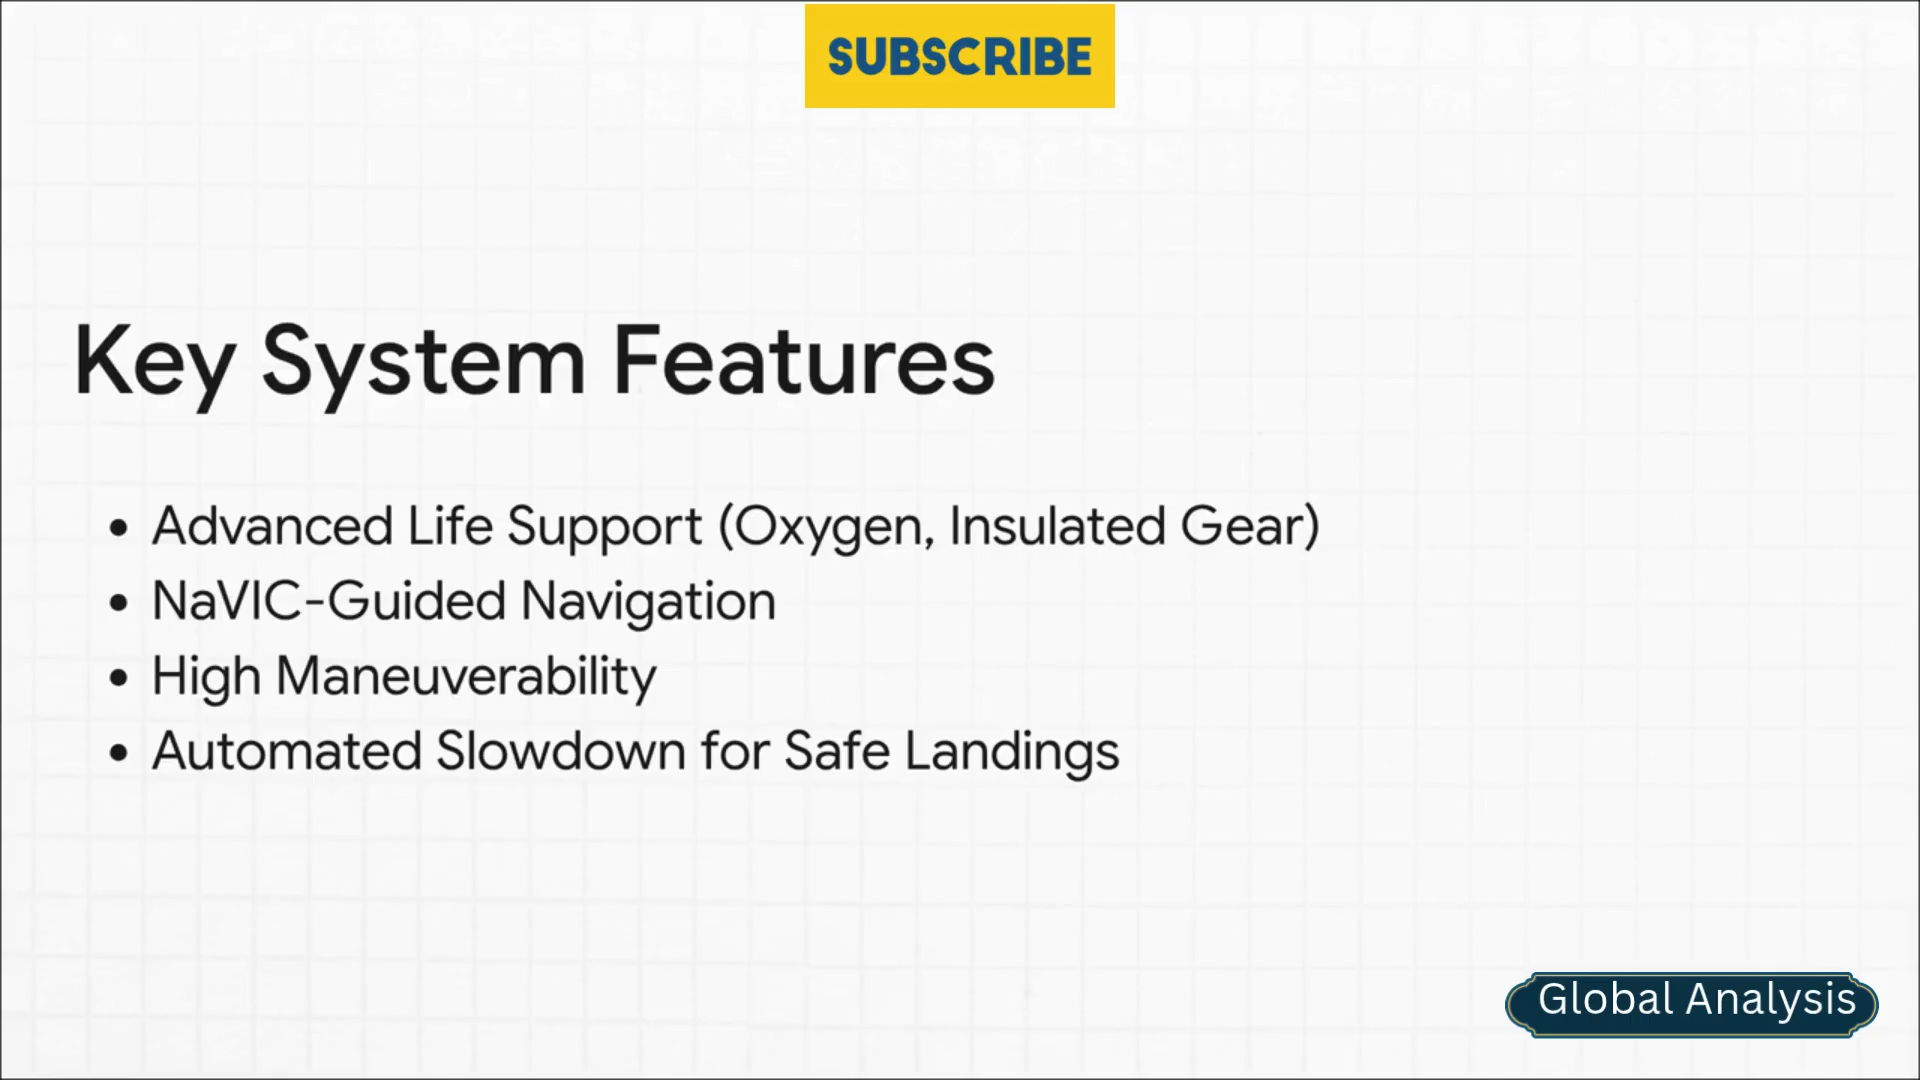 SUBSCRIBE
Key System Features
• Advanced Life Support (Oxygen, Insulated Gear)
• NaVIC-Guided Navigation
• High Maneuverability
• Automated Slowdown for Safe Landings
Global Analysis